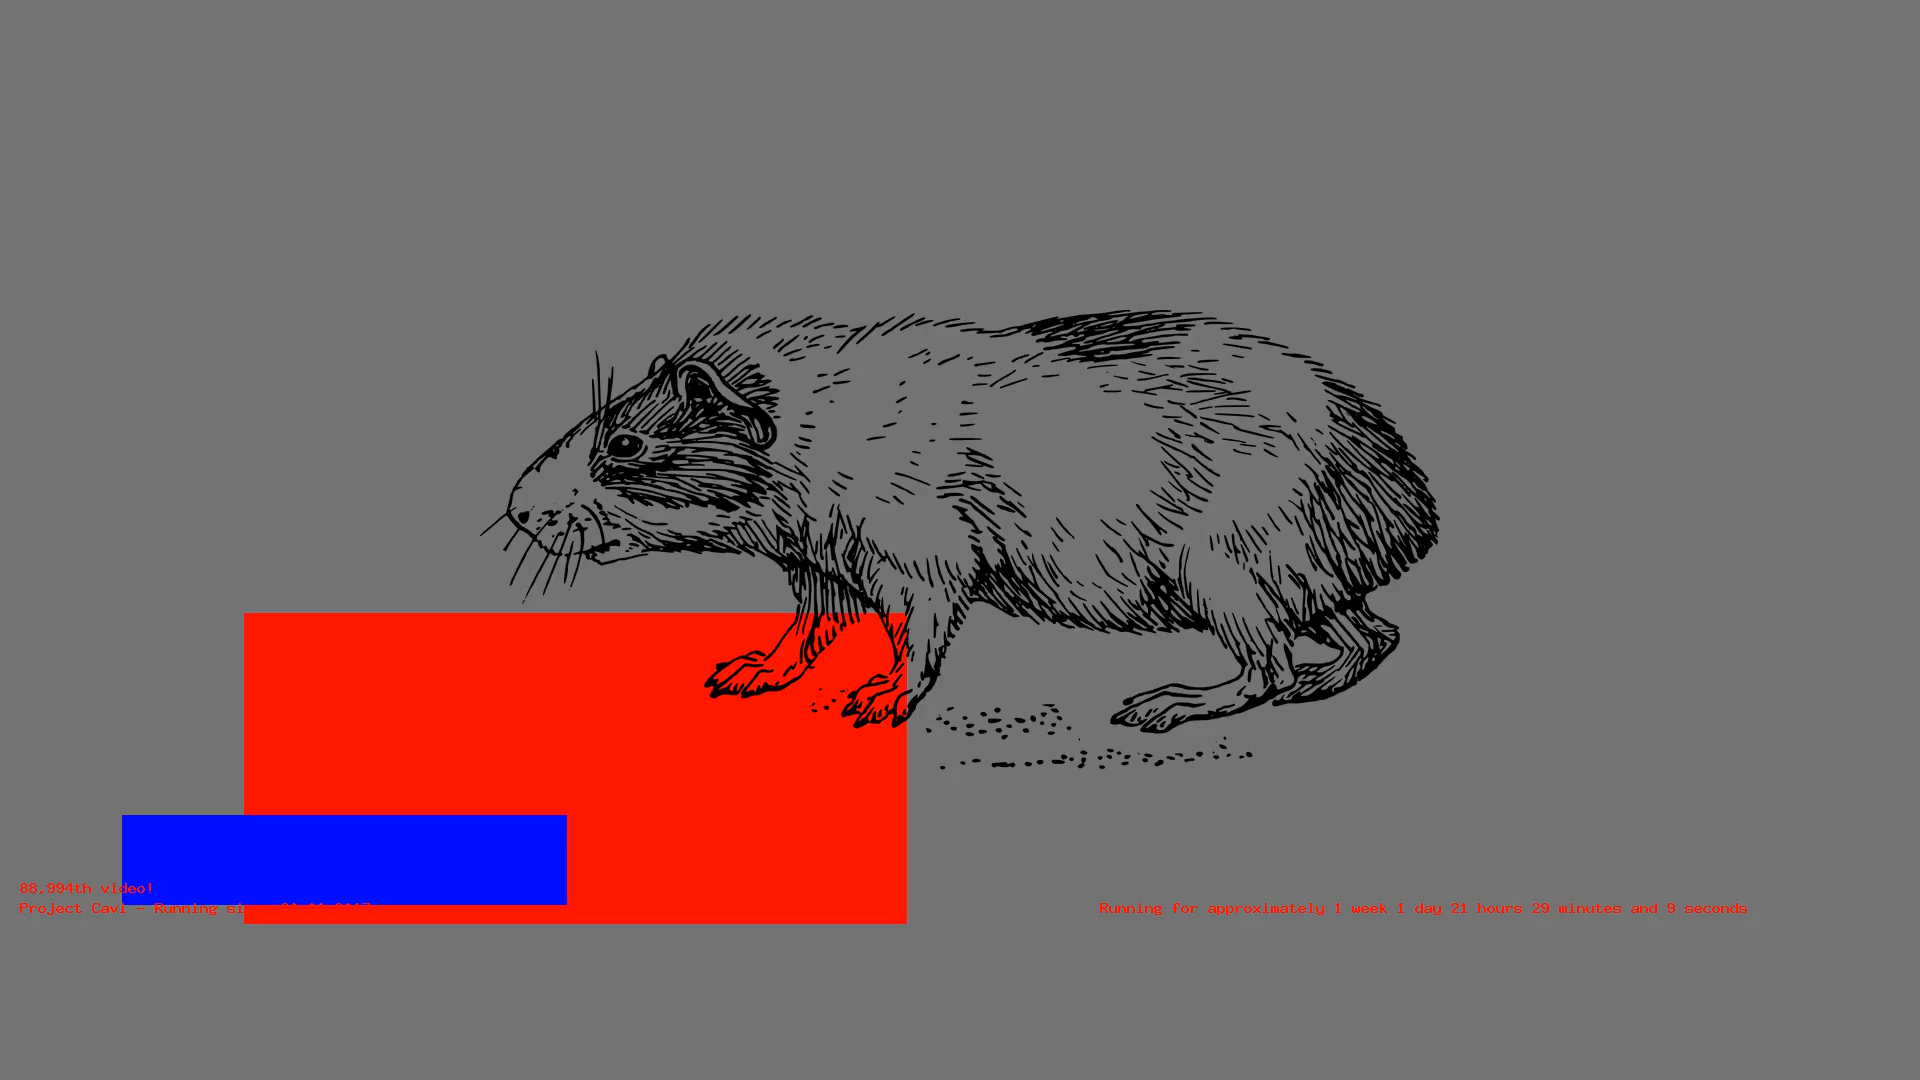 88,994th video!
Project Cavi - Running
Running for approximately 1 week 1 day 21 hours 29 minutes and 9 seconds